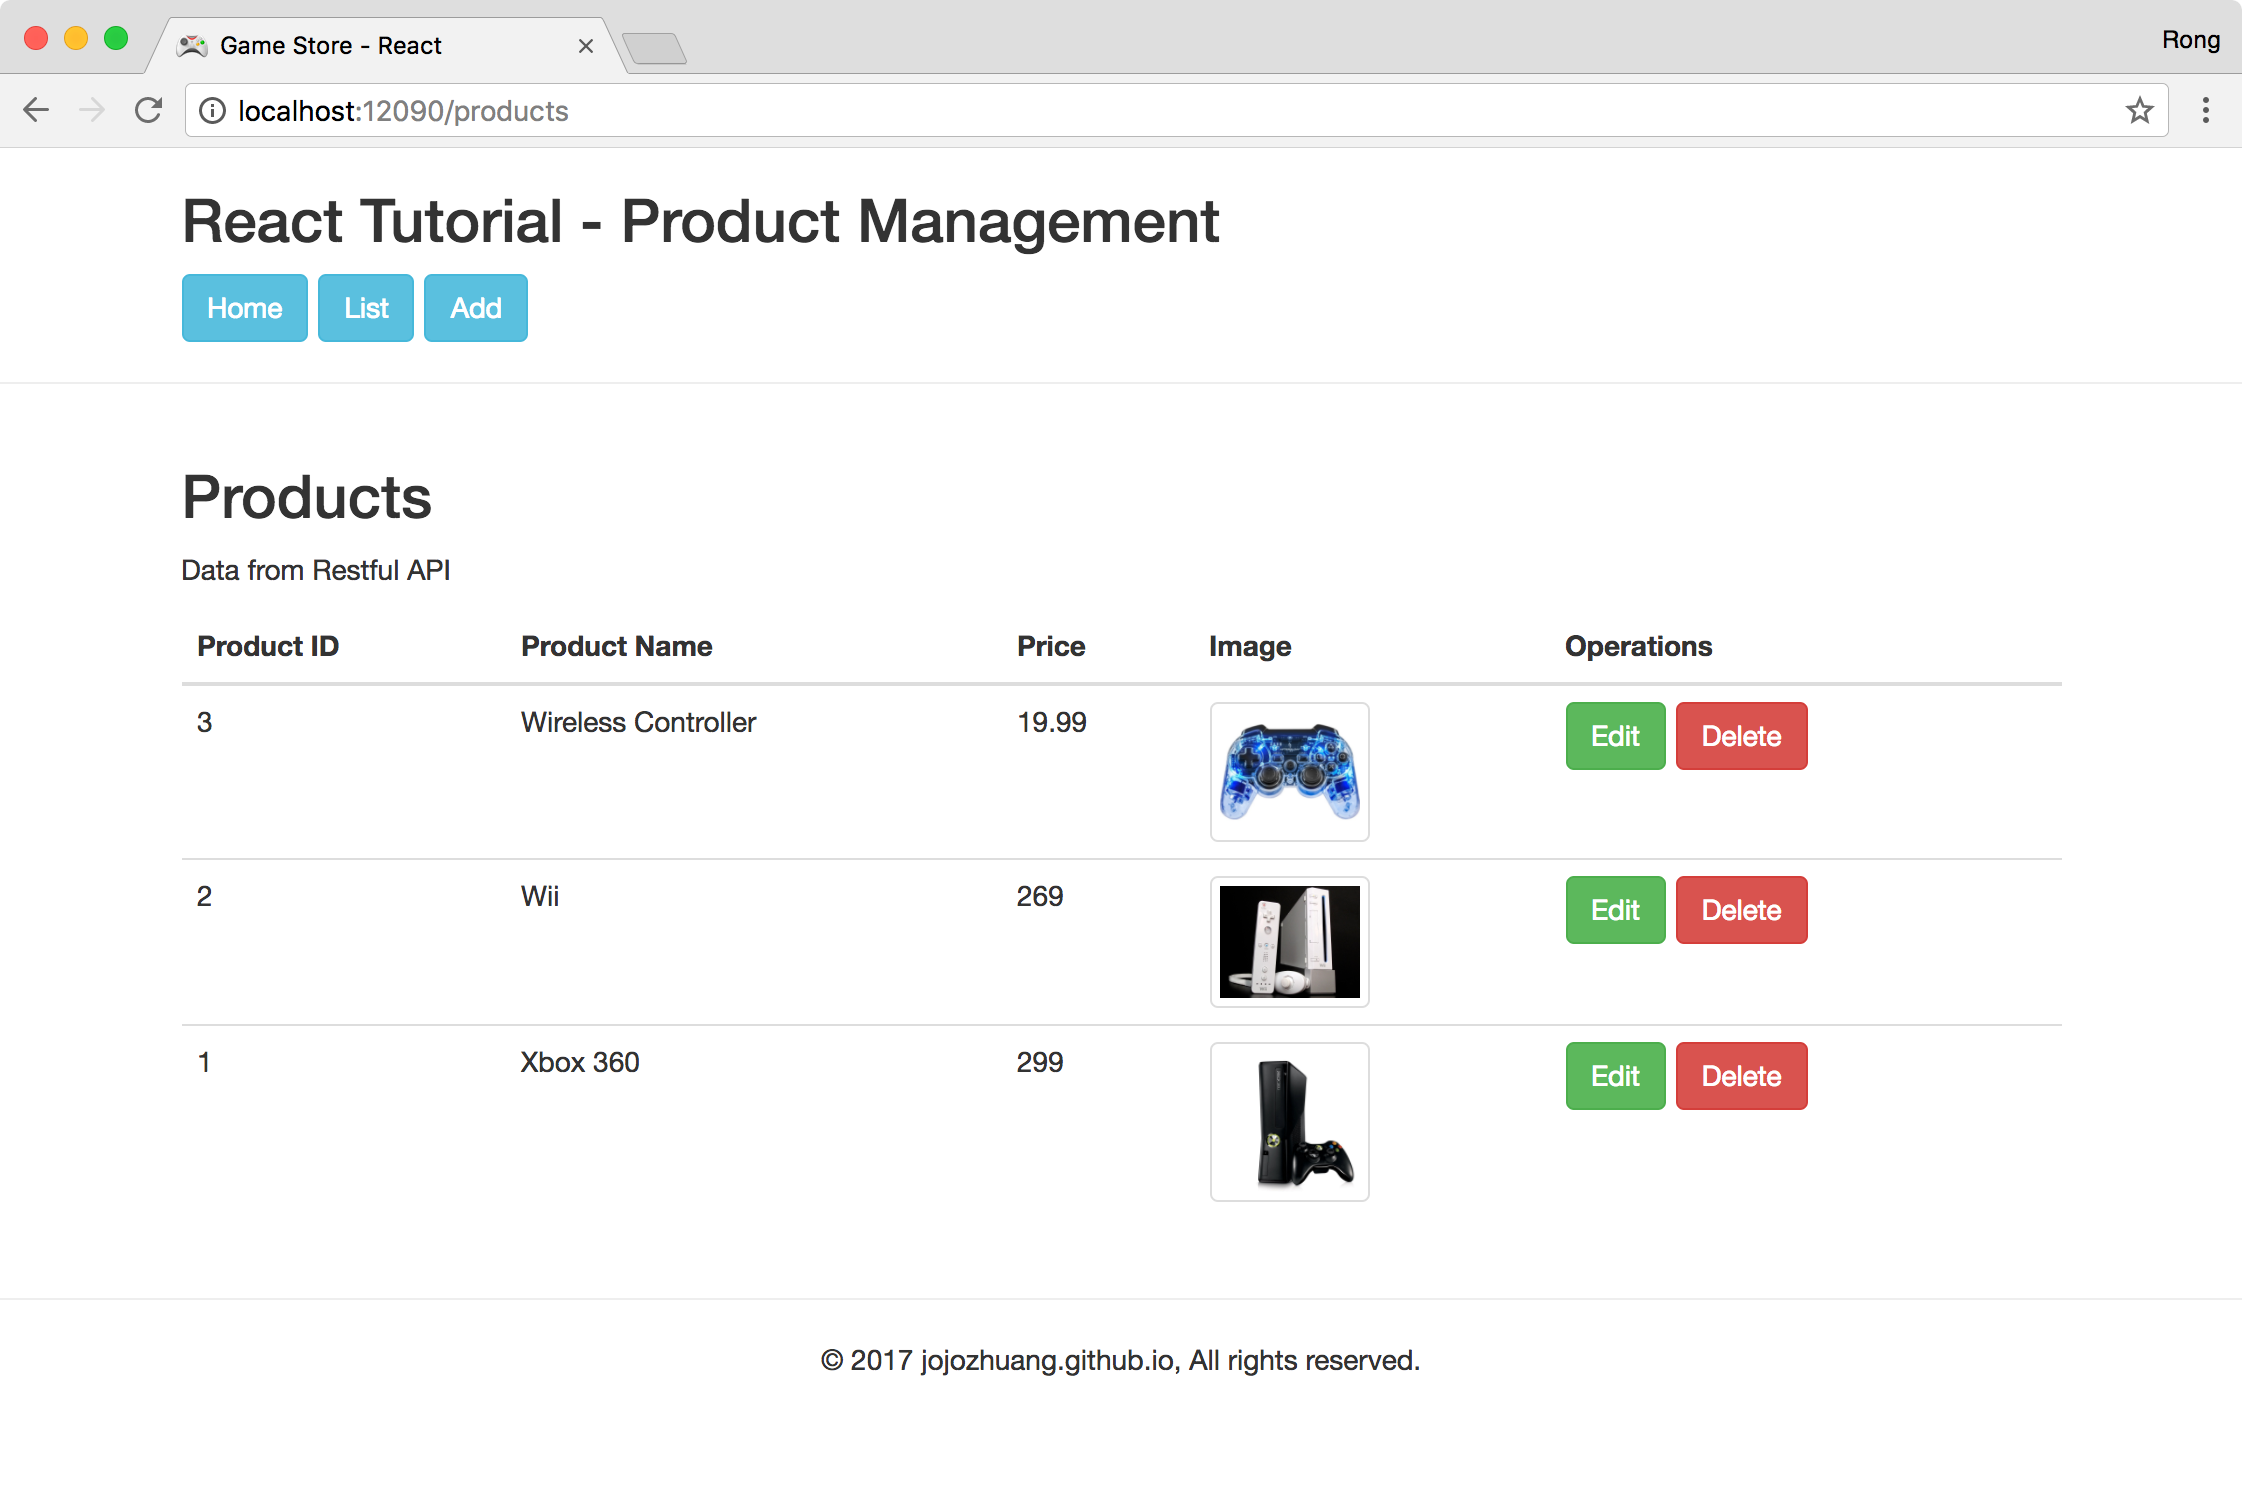 Game Store - React
Rong
localhost:12090/products
React Tutorial - Product Management
Home List Add
Products
Data from Restful API
Product ID Product Name Price Image Operations
3 Wireless Controller 19.99 Edit Delete
2 Wii 269 Edit Delete
1 Xbox 360 299 Edit Delete
© 2017 jojozhuang.github.io, All rights reserved.